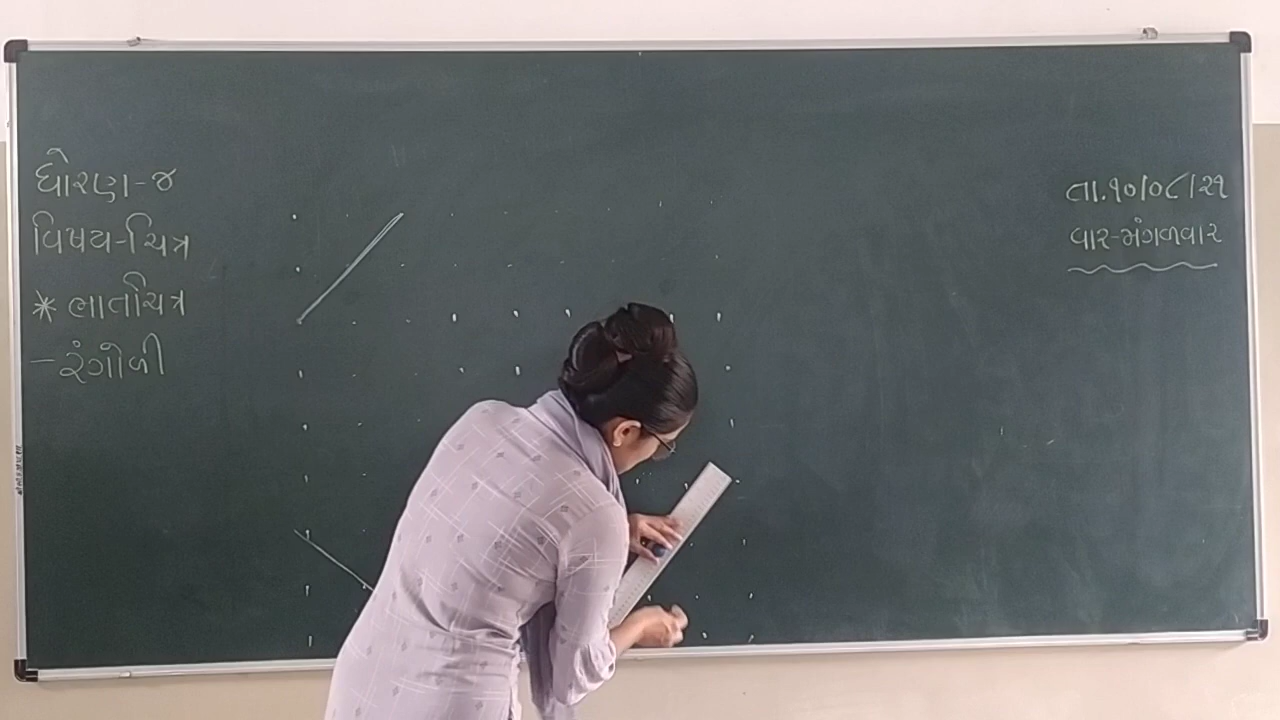 ધોરણ-૪
વિષય-ચિત્ર
* ભાતચિત્ર
- રંગોળી
તા.૧૦/૦૮/૨૧
વાર-મંગળવાર